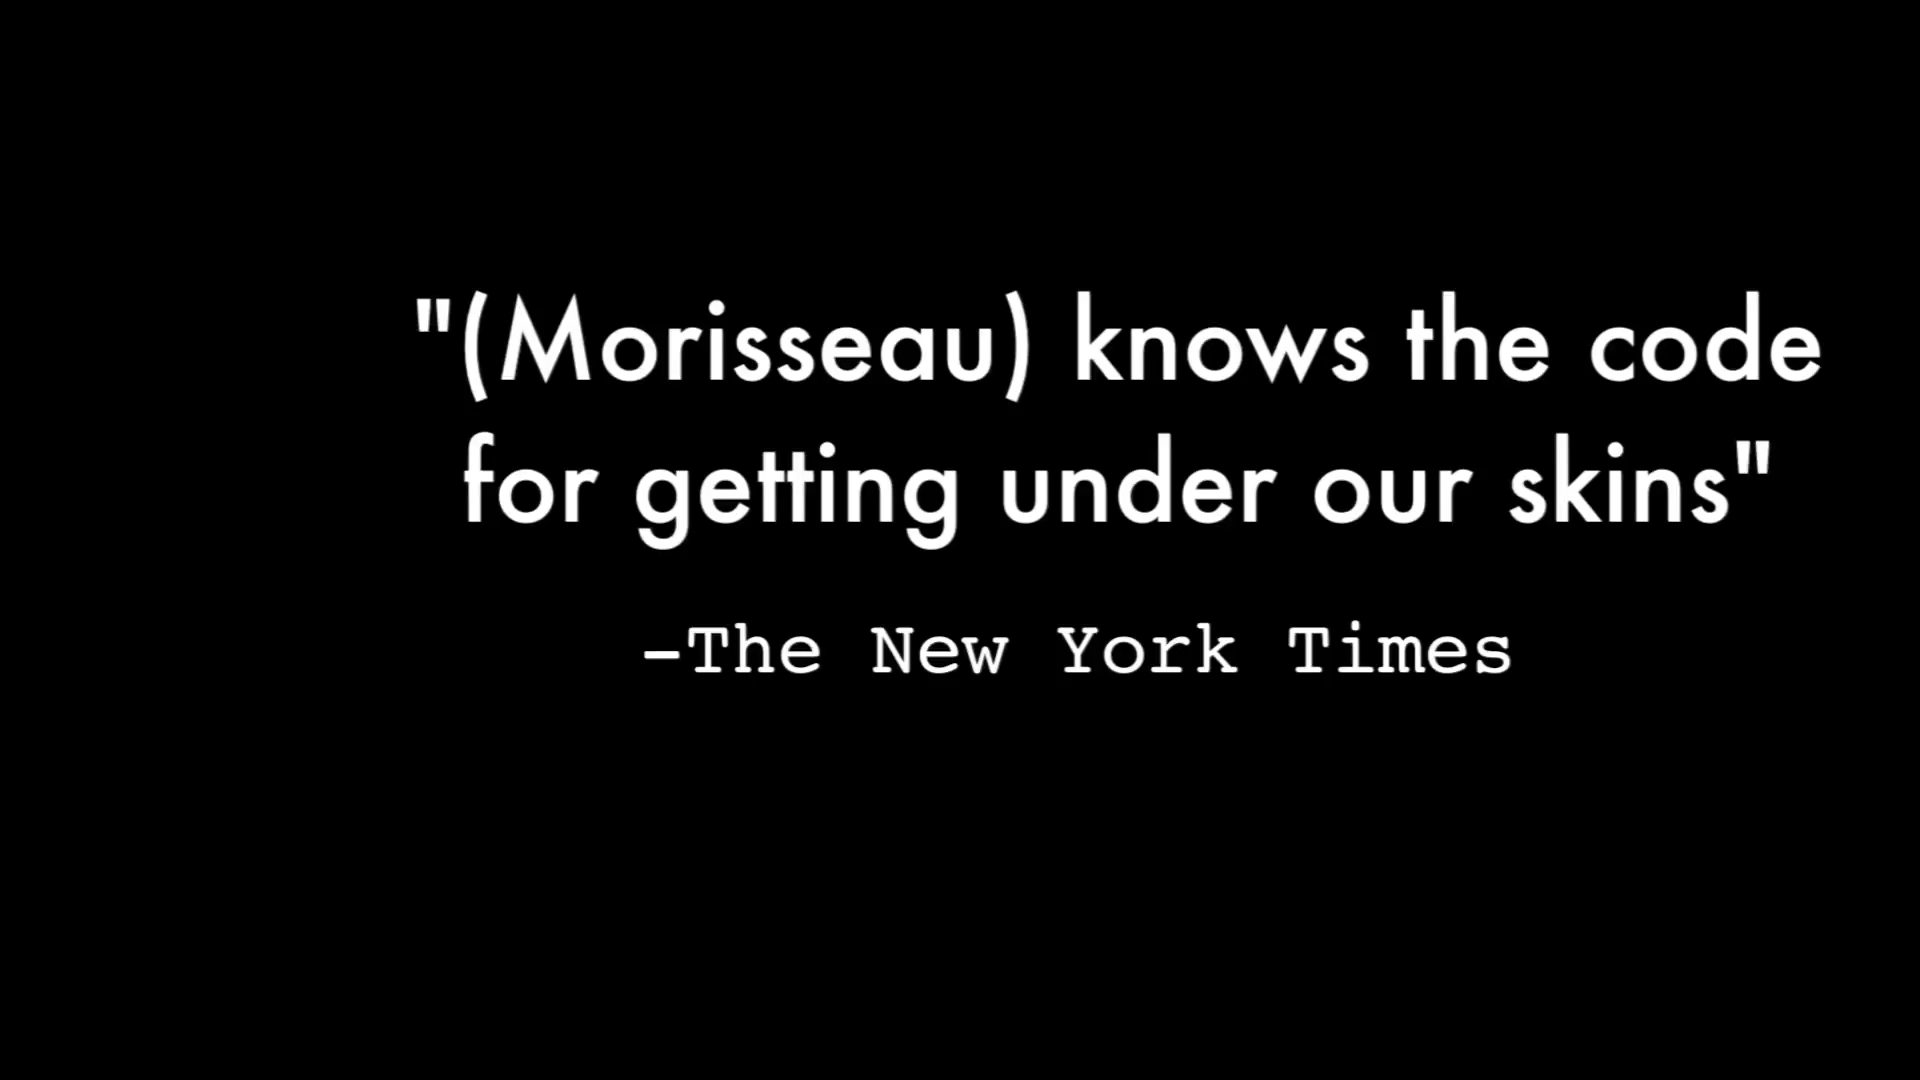 "(Morisseau) knows the code
for getting under our skins"
-The New York Times